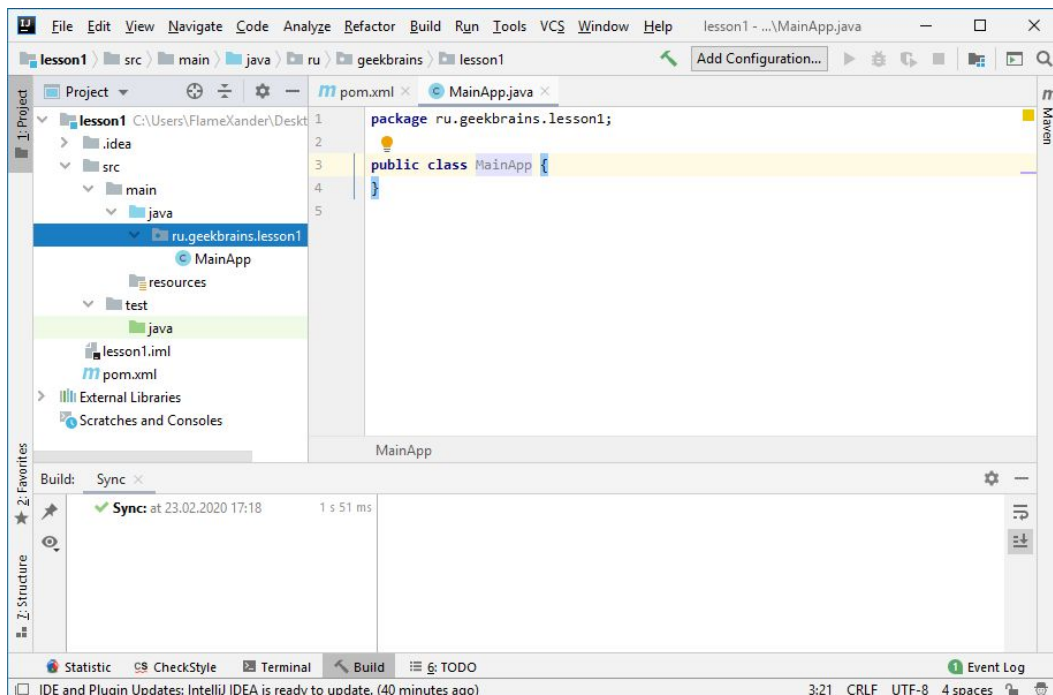 File Edit View Navigate Code Analyze Refactor Build Run Tools VCS Window Help lesson1 - ...\MainApp.java
lesson1 src main java ru geekbrains lesson1 Add Configuration...
1: Project
Project
pom.xml
MainApp.java
Maven
lesson1 C:\Users\FlameXander\Deskt
.idea
src
main
java
ru.geekbrains.lesson1
MainApp
resources
test
java
lesson1.iml
pom.xml
External Libraries
Scratches and Consoles
1 package ru.geekbrains.lesson1;
2
3 public class MainApp {
4 }
5
MainApp
2: Favorites
7: Structure
Build: Sync
Sync: at 23.02.2020 17:18 1 s 51 ms
Statistic CS CheckStyle Terminal Build 6: TODO 1 Event Log
IDE and Plugin Updates: IntelliJ IDEA is ready to update. (40 minutes ago) 3:21 CRLF UTF-8 4 spaces